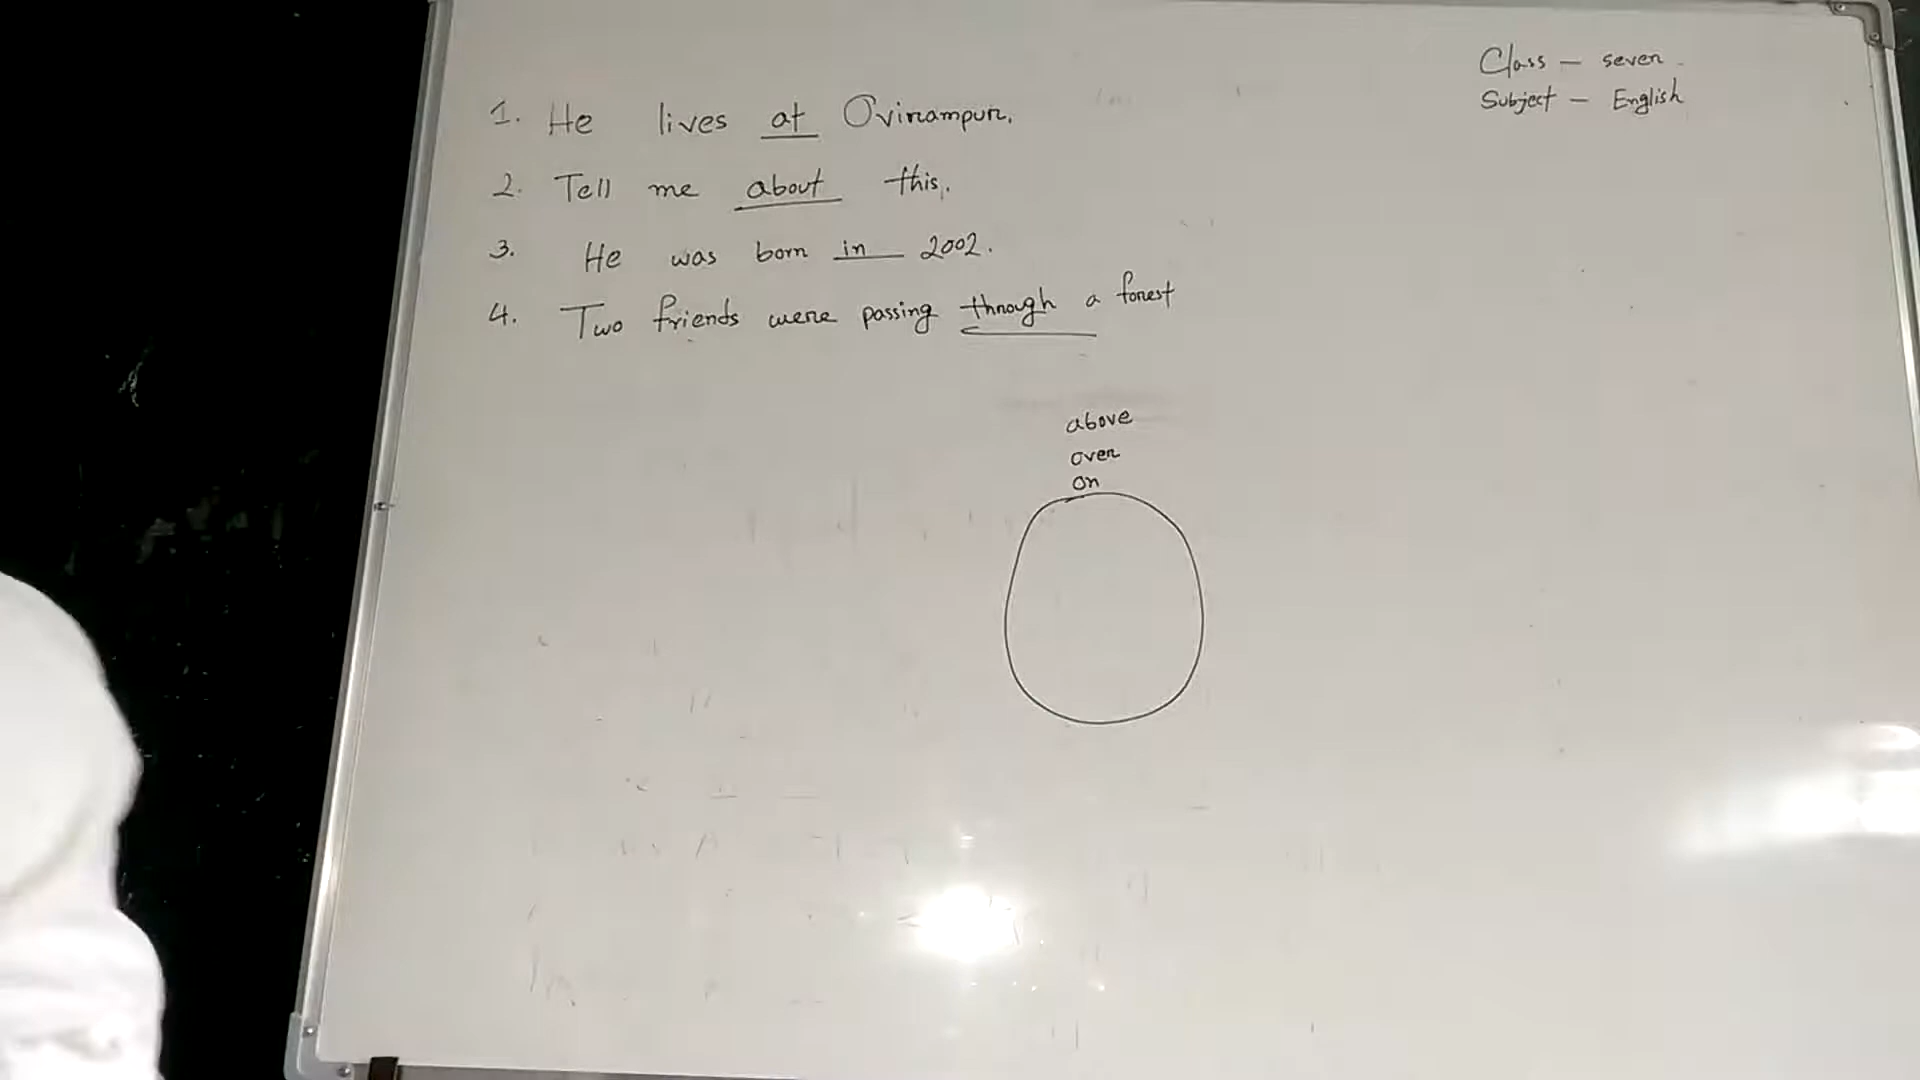 Class - seven
Subject - English
1. He lives at Ovirampur.
2. Tell me about this.
3. He was born in 2002.
4. Two friends were passing through a forest
above
over
on